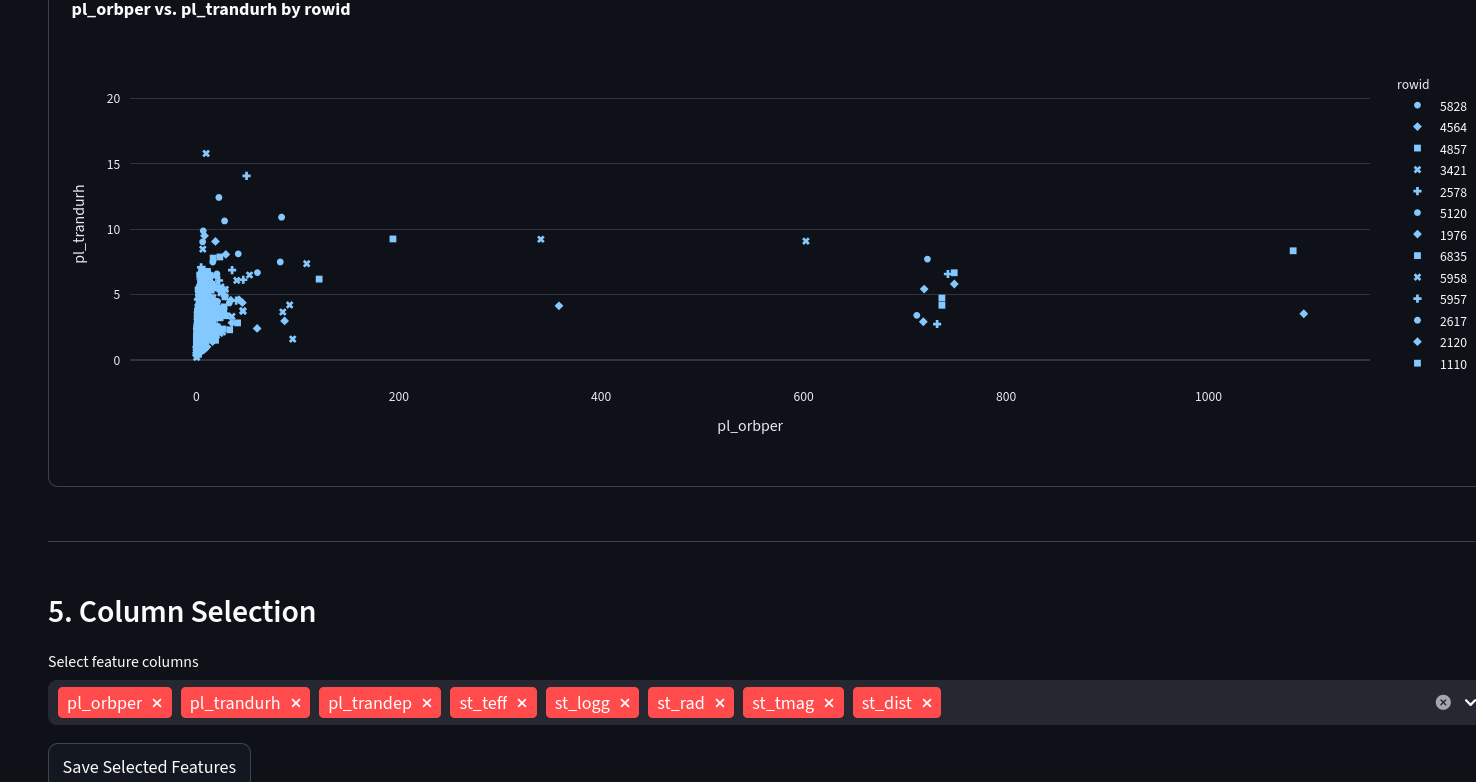 pl_orbper vs. pl_trandurh by rowid
rowid
20
15
10
5
0
pl_trandurh
0 200 400 600 800 1000
pl_orbper
5828
4564
4857
3421
2578
5120
1976
6835
5958
5957
2617
2120
1110
5. Column Selection
Select feature columns
pl_orbper pl_trandurh pl_trandep st_teff st_logg st_rad st_tmag st_dist
Save Selected Features